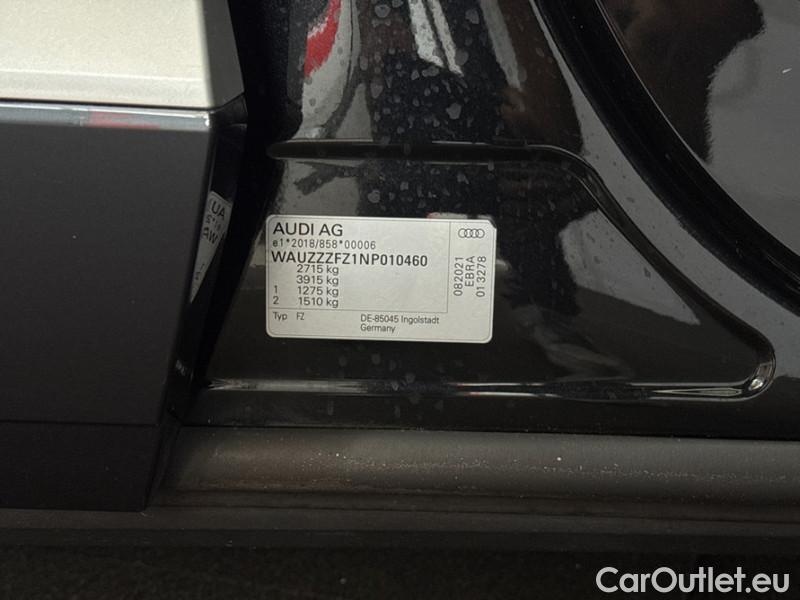 AUDI AG
e1*2018/858*00006
WAUZZZFZ1NP010460
2715 kg
3915 kg
1 1275 kg
2 1510 kg
Typ FZ
DE-85045 Ingolstadt
Germany
082021
EBRA
013278
CarOutlet.eu